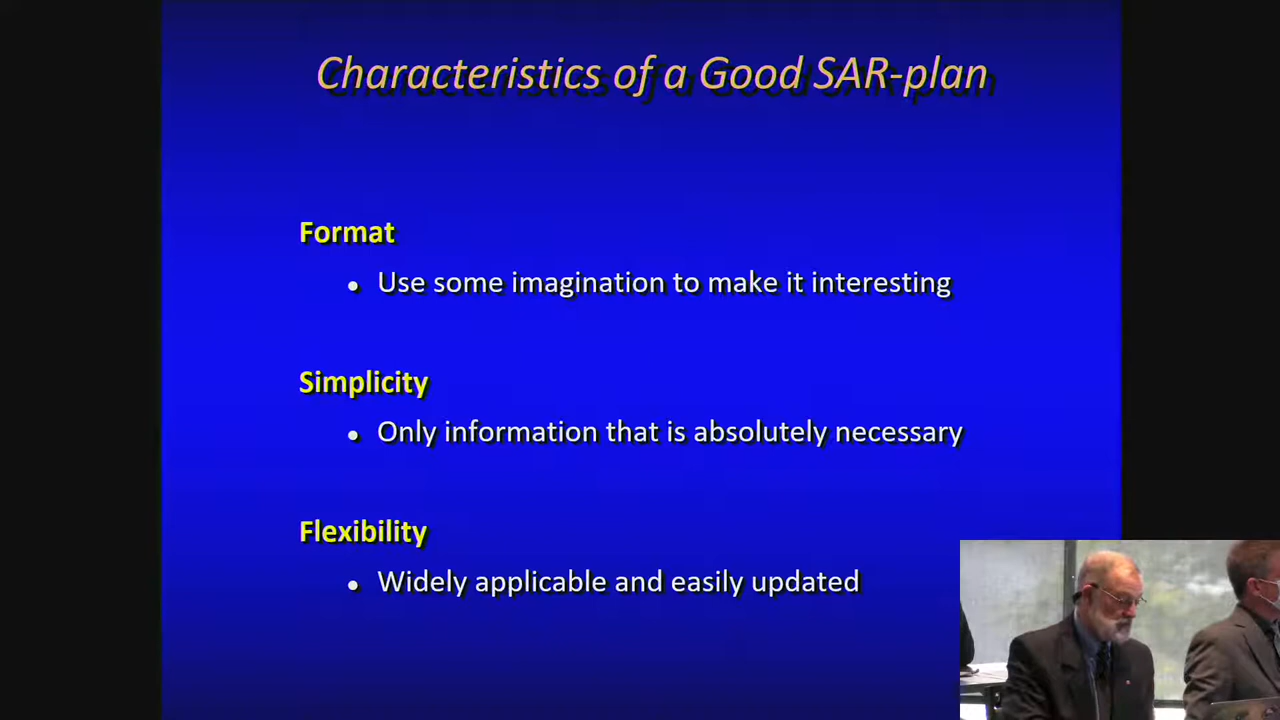 Characteristics of a Good SAR-plan
Format
• Use some imagination to make it interesting
Simplicity
• Only information that is absolutely necessary
Flexibility
• Widely applicable and easily updated